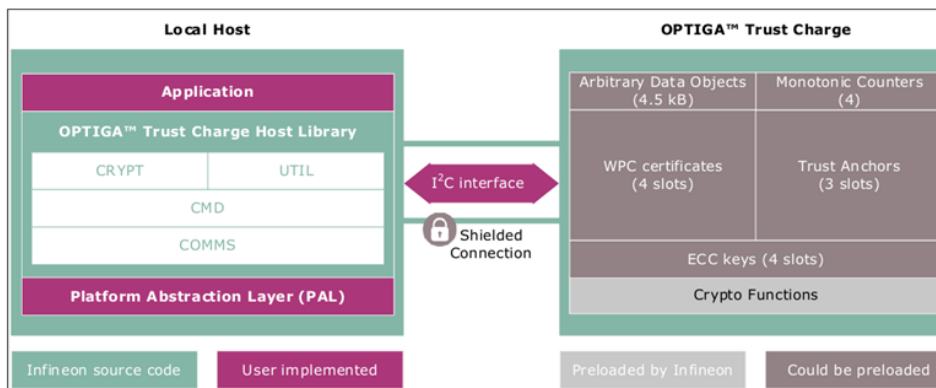 Local Host
OPTIGA™ Trust Charge
Application
OPTIGA™ Trust Charge Host Library
CRYPT
UTIL
CMD
COMMS
Platform Abstraction Layer (PAL)
I²C interface
Shielded
Connection
Arbitrary Data Objects
(4.5 kB)
Monotonic Counters
(4)
WPC certificates
(4 slots)
Trust Anchors
(3 slots)
ECC keys (4 slots)
Crypto Functions
Infineon source code
User implemented
Preloaded by Infineon
Could be preloaded